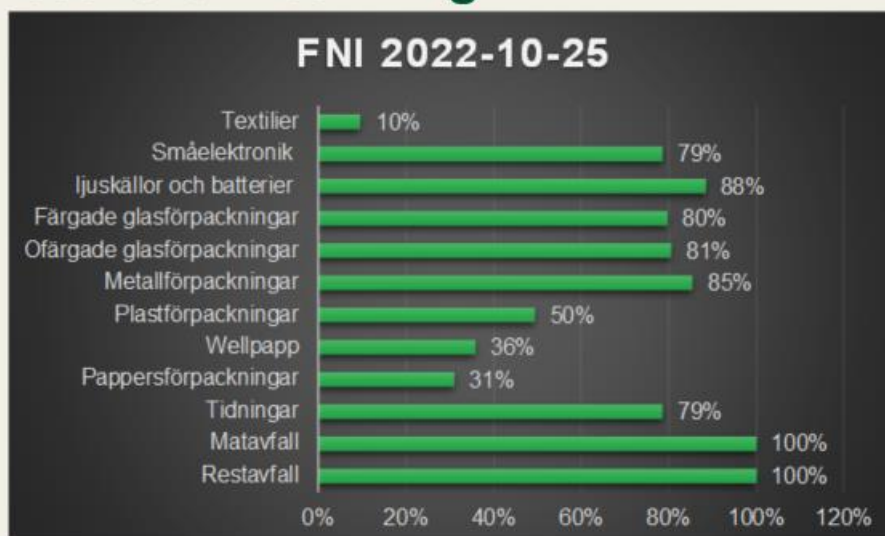 FNI 2022-10-25
Textilier 10%
Småelektronik 79%
ljuskällor och batterier 88%
Färgade glasförpackningar 80%
Ofärgade glasförpackningar 81%
Metallförpackningar 85%
Plastförpackningar 50%
Wellpapp 36%
Pappersförpackningar 31%
Tidningar 79%
Matavfall 100%
Restavfall 100%
0% 20% 40% 60% 80% 100% 120%